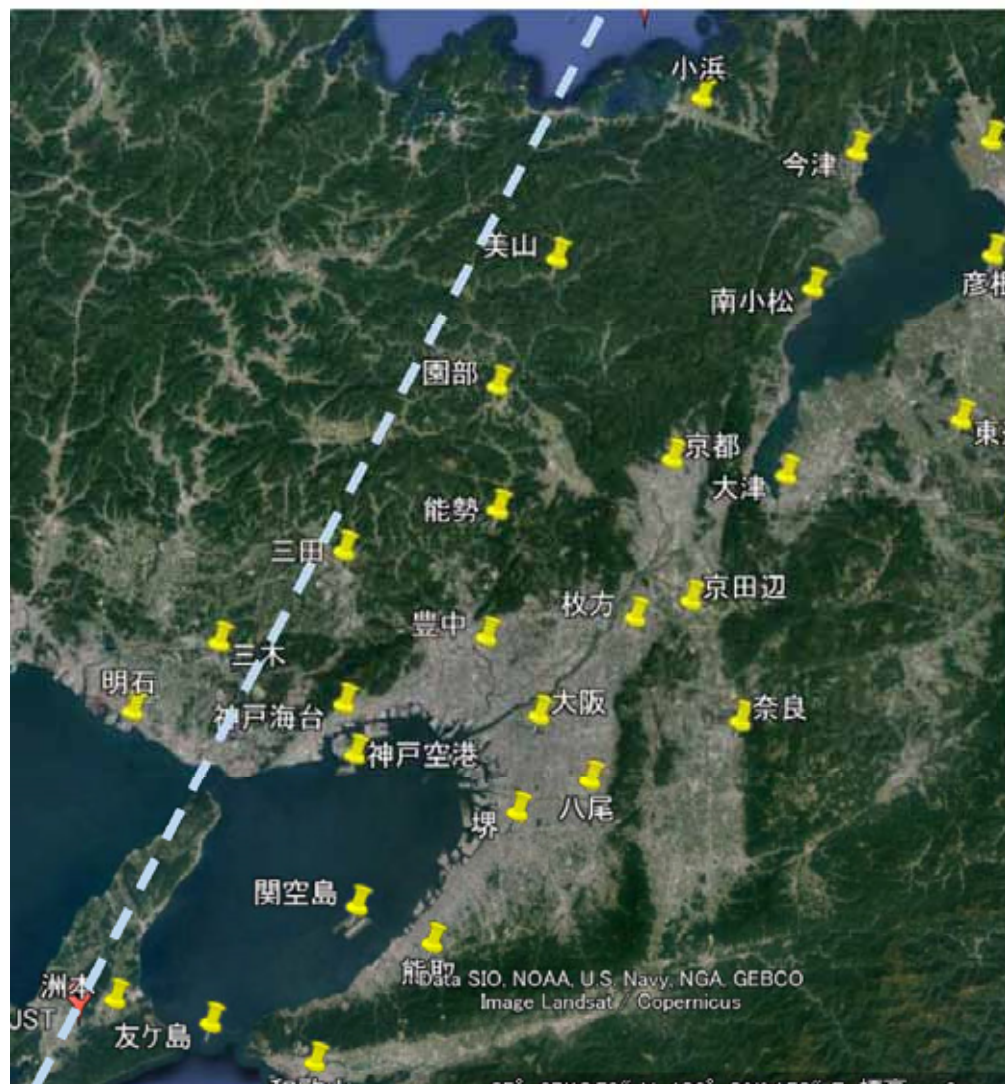 小浜
今津
美山
南小松
彦根
園部
京都
大津
能勢
三田
京田辺
枚方
豊中
三木
明石
神戸海台
大阪
奈良
神戸空港
八尾
堺
関空島
熊取
Data SIO, NOAA, U.S. Navy, NGA, GEBCO
Image Landsat / Copernicus
洲本
JST
友ケ島